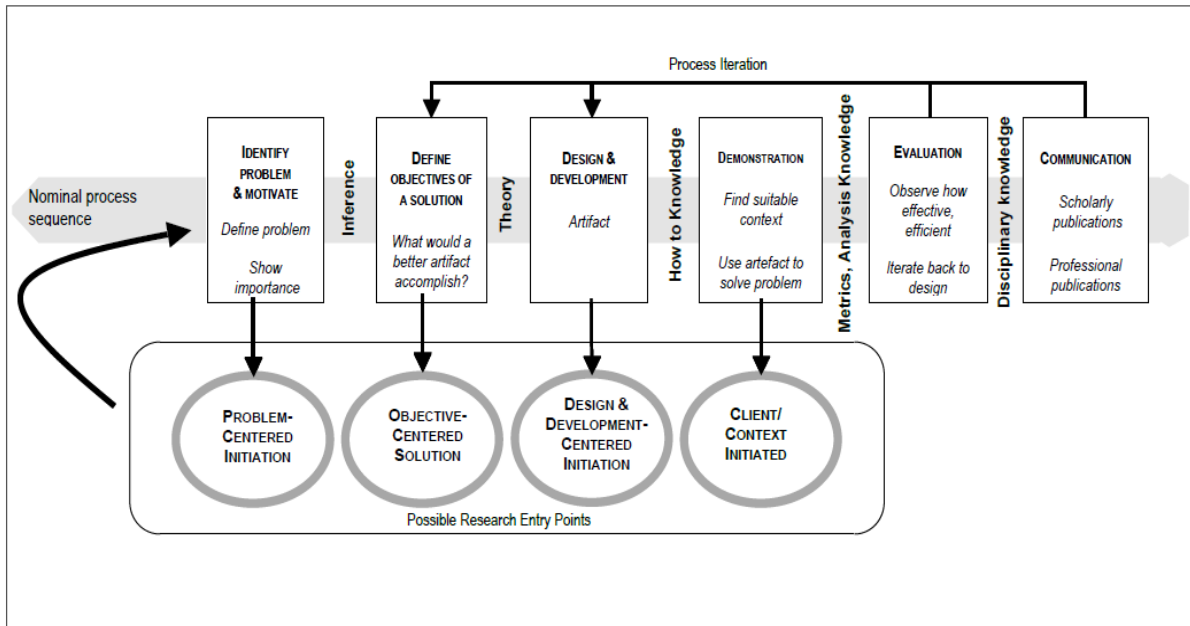 Process Iteration
Nominal process
sequence
IDENTIFY
PROBLEM
& MOTIVATE
Define problem
Show
importance
Inference
DEFINE
OBJECTIVES OF
A SOLUTION
What would a
better artifact
accomplish?
Theory
DESIGN &
DEVELOPMENT
Artifact
How to Knowledge
DEMONSTRATION
Find suitable
context
Use artefact to
solve problem
Metrics, Analysis Knowledge
EVALUATION
Observe how
effective,
efficient
Iterate back to
design
Disciplinary knowledge
COMMUNICATION
Scholarly
publications
Professional
publications
PROBLEM-
CENTERED
INITIATION
OBJECTIVE-
CENTERED
SOLUTION
DESIGN &
DEVELOPMENT-
CENTERED
INITIATION
CLIENT/
CONTEXT
INITIATED
Possible Research Entry Points